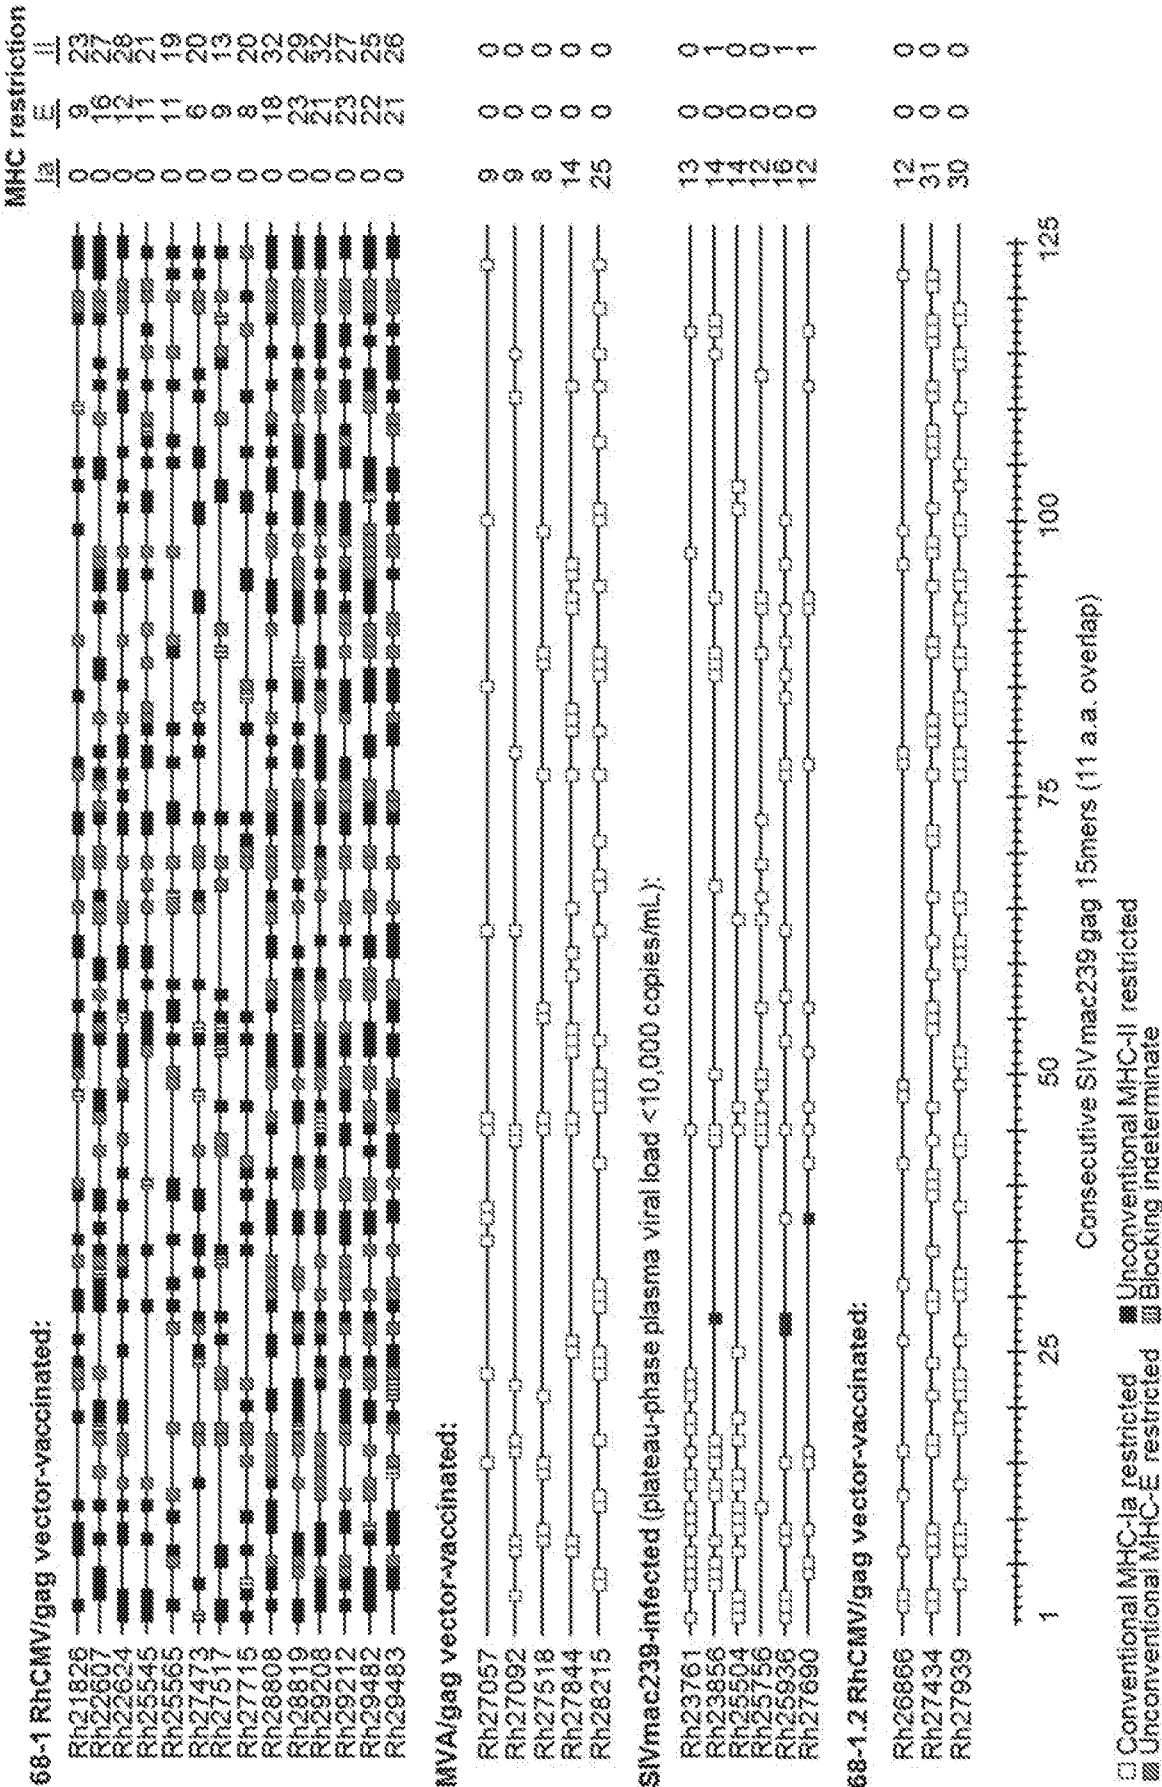 MHC restriction
68-1 RhCMV/gag vector-vaccinated: Ia E II
Rh21826 0 9 23
Rh22607 0 16 27
Rh22624 0 12 28
Rh25545 0 11 21
Rh25565 0 11 19
Rh27473 0 6 20
Rh27517 0 9 13
Rh27715 0 8 20
Rh28808 0 18 32
Rh28819 0 23 29
Rh29208 0 21 32
Rh29212 0 23 27
Rh29482 0 22 25
Rh29483 0 21 26
MVA/gag vector-vaccinated:
Rh27057 9 0 0
Rh27092 9 0 0
Rh27518 8 0 0
Rh27844 14 0 0
Rh28215 25 0 0
SIVmac239-infected (plateau-phase plasma viral load <10,000 copies/mL):
Rh23761 13 0 0
Rh23856 14 0 1
Rh25504 14 0 0
Rh25756 12 0 0
Rh25936 16 0 1
Rh27690 12 0 1
68-1.2 RhCMV/gag vector-vaccinated:
Rh26866 12 0 0
Rh27434 31 0 0
Rh27939 30 0 0
1 25 50 75 100 125
Consecutive SIVmac239 gag 15mers (11 a.a. overlap)
Conventional MHC-Ia restricted Unconventional MHC-II restricted
Unconventional MHC-E restricted Blocking indeterminate